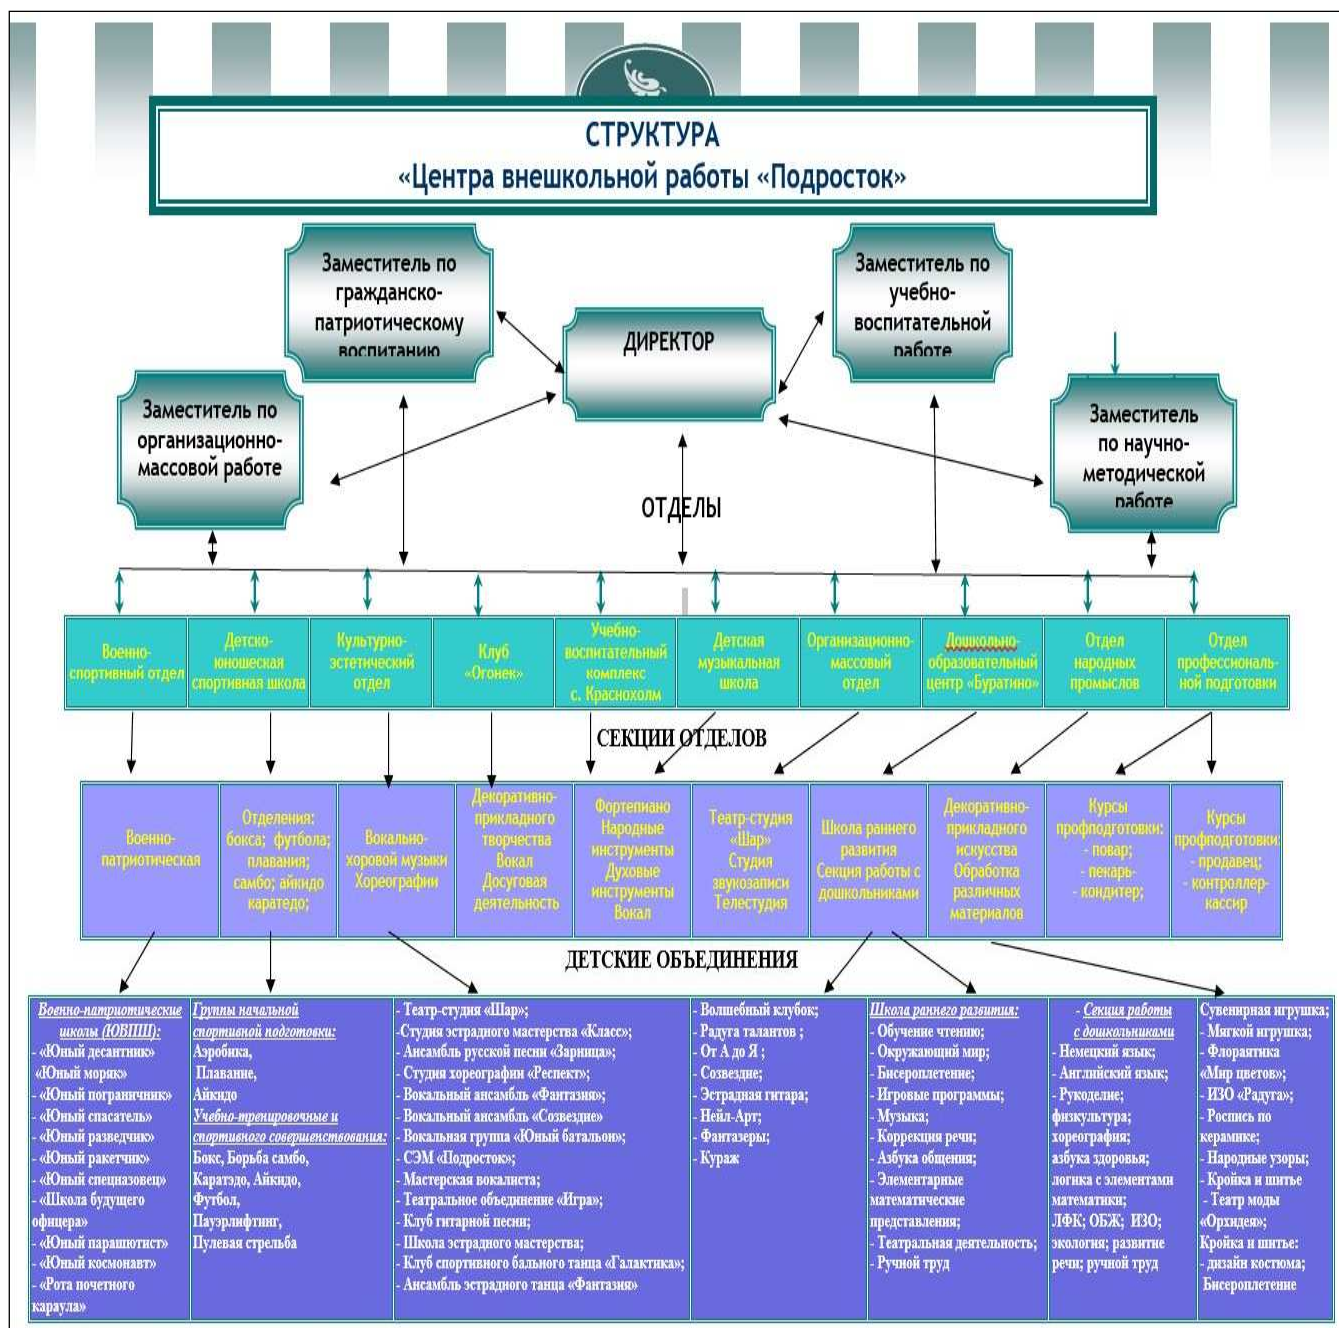 СТРУКТУРА
«Центра внешкольной работы «Подросток»
Заместитель по
гражданско-
патриотическому
воспитанию
Заместитель по
учебно-
воспитательной
работе
ДИРЕКТОР
Заместитель по
организационно-
массовой работе
Заместитель
по научно-
методической
работе
ОТДЕЛЫ
Военно-
спортивный отдел
Детско-
юношеская
спортивная школа
Культурно-
эстетический
отдел
Клуб
«Огонек»
Учебно-
воспитательный
комплекс
с. Краснохолм
Детская
музыкальная
школа
Организационно-
массовый
отдел
Дошкольно-
образовательный
центр «Буратино»
Отдел
народных
промыслов
Отдел
профессиональ-
ной подготовки
СЕКЦИИ ОТДЕЛОВ
Военно-
патриотическая
Отделения:
бокса; футбола;
плавания;
самбо; айкидо
каратедо;
Вокально-
хоровой музыки
Хореографии
Декоративно-
прикладного
творчества
Вокал
Досуговая
деятельность
Фортепиано
Народные
инструменты
Духовые
инструменты
Вокал
Театр-студия
«Шар»
Студия
звукозаписи
Телестудия
Школа раннего
развития
Секция работы с
дошкольниками
Декоративно-
прикладного
искусства
Обработка
различных
материалов
Курсы
профподготовки:
- повар;
- пекарь-
- кондитер;
Курсы
профподготовки:
- продавец;
- контроллер-
кассир
ДЕТСКИЕ ОБЪЕДИНЕНИЯ
Военно-патриотические
школы (ЮВПШ):
- «Юный десантник»
«Юный моряк»
- «Юный пограничник»
- «Юный спасатель»
- «Юный разведчик»
- «Юный ракетчик»
- «Юный спецназовец»
- «Школа будущего
офицера»
- «Юный парашютист»
- «Юный космонавт»
- «Рота почетного
караула»
Группы начальной
спортивной подготовки:
Аэробика,
Плавание,
Айкидо
Учебно-тренировочные и
спортивного совершенствования:
Бокс, Борьба самбо,
Каратэдо, Айкидо,
Футбол,
Пауэрлифтинг,
Пулевая стрельба
- Театр-студия «Шар»;
-Студия эстрадного мастерства «Класс»;
- Ансамбль русской песни «Зарница»;
- Студия хореографии «Респект»;
- Вокальный ансамбль «Фантазия»;
- Вокальный ансамбль «Созвездие»
- Вокальная группа «Юный батальон»;
- СЭМ «Подросток»;
- Мастерская вокалиста;
- Театральное объединение «Игра»;
- Клуб гитарной песни;
- Школа эстрадного мастерства;
- Клуб спортивного бального танца «Галактика»;
- Ансамбль эстрадного танца «Фантазия»
- Волшебный клубок;
- Радуга талантов ;
- От А до Я ;
- Созвездие;
- Эстрадная гитара;
- Нейл-Арт;
- Фантазеры;
- Кураж
Школа раннего развития:
- Обучение чтению;
- Окружающий мир;
- Бисероплетение;
- Игровые программы;
- Музыка;
- Коррекция речи;
- Азбука общения;
- Элементарные
математические
представления;
- Театральная деятельность;
- Ручной труд
- Секция работы
с дошкольниками
- Немецкий язык;
- Английский язык;
- Рукоделие;
физкультура;
хореография;
азбука здоровья;
логика с элементами
математики;
ЛФК; ОБЖ; ИЗО;
экология; развитие
речи; ручной труд
Сувенирная игрушка;
- Мягкой игрушка;
- Флораятика
«Мир цветов»;
- ИЗО «Радуга»;
- Роспись по
керамике;
- Народные узоры;
- Кройка и шитье
- Театр моды
«Орхидея»;
Кройка и шитье:
- дизайн костюма;
Бисероплетение